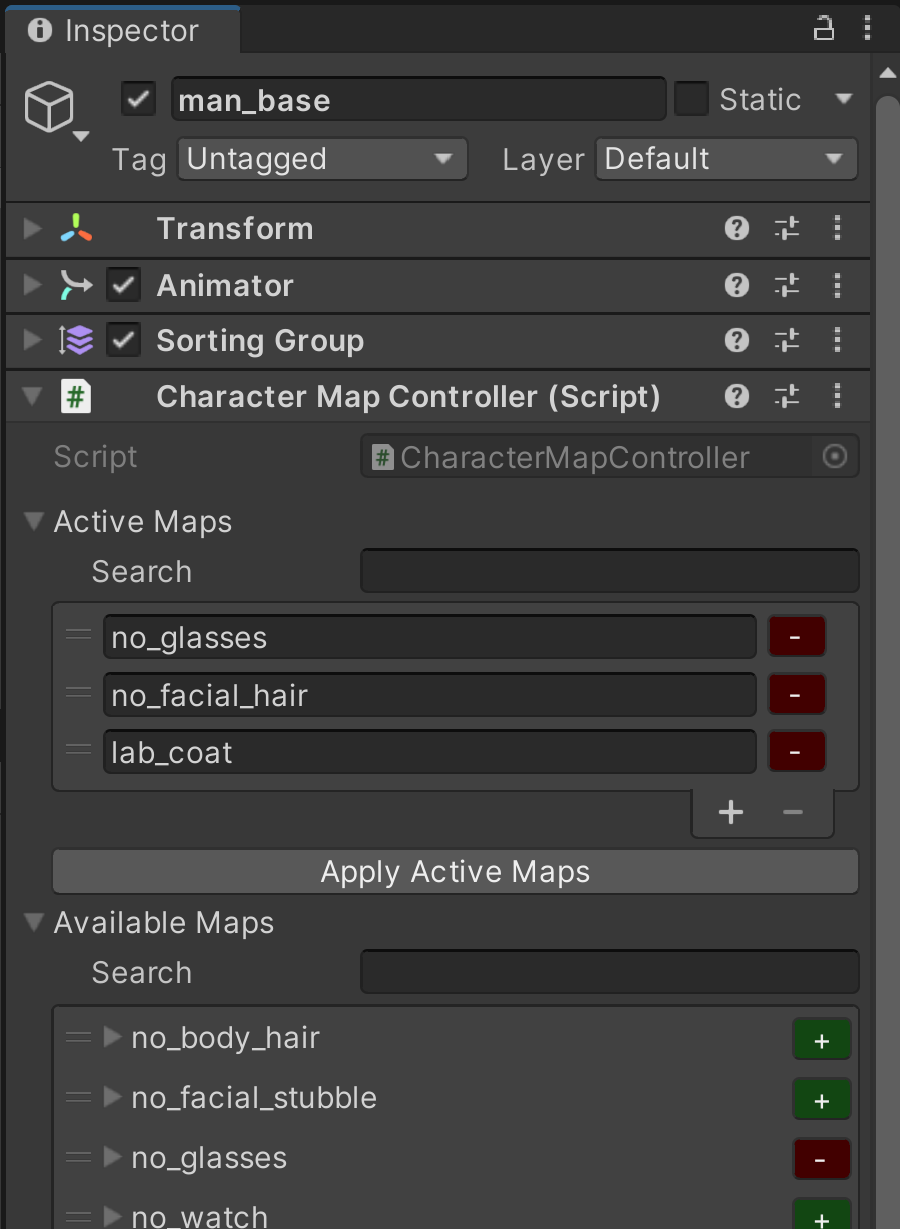 Inspector
man_base
Static
Tag Untagged Layer Default
Transform
Animator
Sorting Group
# Character Map Controller (Script)
Script # CharacterMapController
Active Maps
Search
no_glasses -
no_facial_hair -
lab_coat -
+ -
Apply Active Maps
Available Maps
Search
no_body_hair +
no_facial_stubble +
no_glasses -
no_watch +